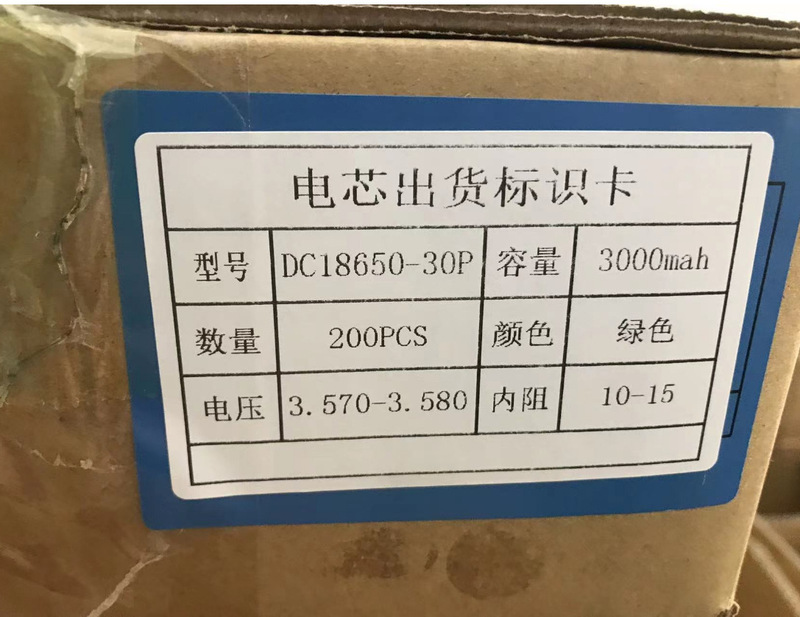 电芯出货标识卡
型号 DC18650-30P 容量 3000mah
数量 200PCS 颜色 绿色
电压 3.570-3.580 内阻 10-15